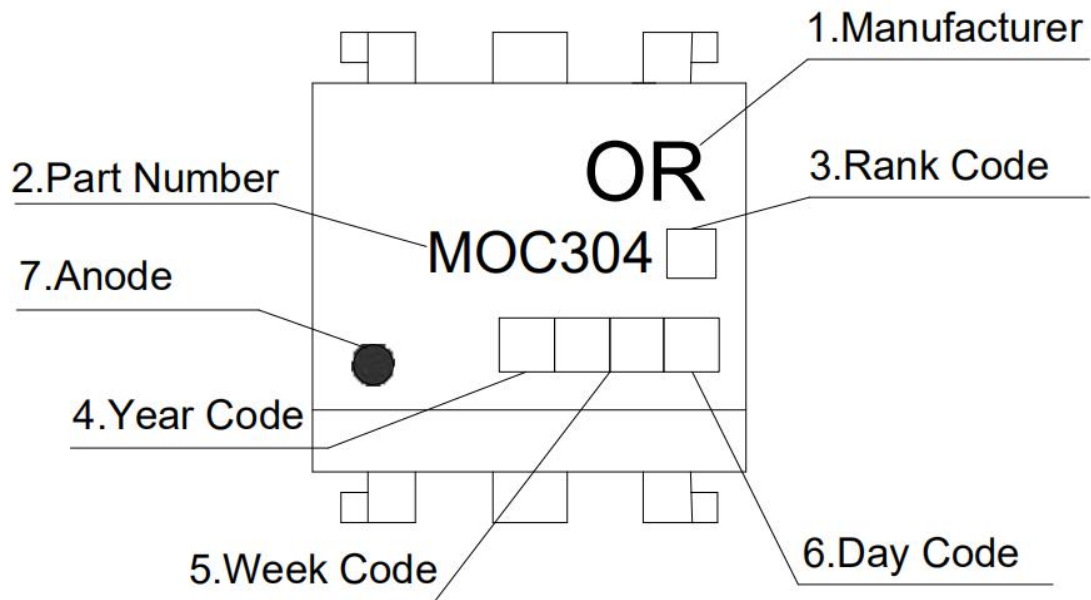 1.Manufacturer
OR
2.Part Number
3.Rank Code
MOC304
7.Anode
4.Year Code
5.Week Code
6.Day Code